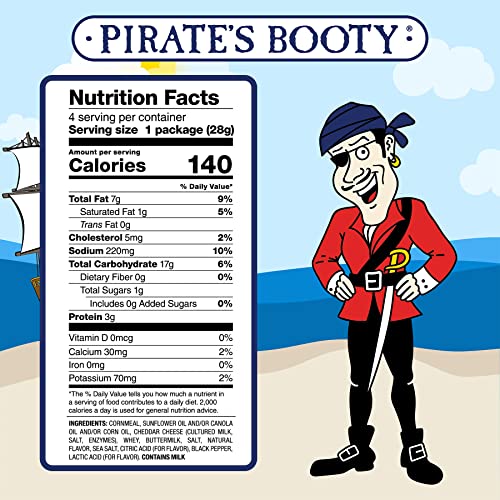 · PIRATE'S BOOTY® ·
Nutrition Facts
4 serving per container
Serving size 1 package (28g)
Amount per serving
Calories 140
% Daily Value*
Total Fat 7g 9%
Saturated Fat 1g 5%
Trans Fat 0g
Cholesterol 5mg 2%
Sodium 220mg 10%
Total Carbohydrate 17g 6%
Dietary Fiber 0g 0%
Total Sugars 1g
Includes 0g Added Sugars 0%
Protein 3g
Vitamin D 0mcg 0%
Calcium 30mg 2%
Iron 0mg 0%
Potassium 70mg 2%
*The % Daily Value tells you how much a nutrient in
a serving of food contributes to a daily diet. 2,000
calories a day is used for general nutrition advice.
INGREDIENTS: CORNMEAL, SUNFLOWER OIL AND/OR CANOLA
OIL AND/OR CORN OIL, CHEDDAR CHEESE (CULTURED MILK,
SALT, ENZYMES), WHEY, BUTTERMILK, SALT, NATURAL
FLAVOR, SEA SALT, CITRIC ACID (FOR FLAVOR), BLACK PEPPER,
LACTIC ACID (FOR FLAVOR). CONTAINS MILK